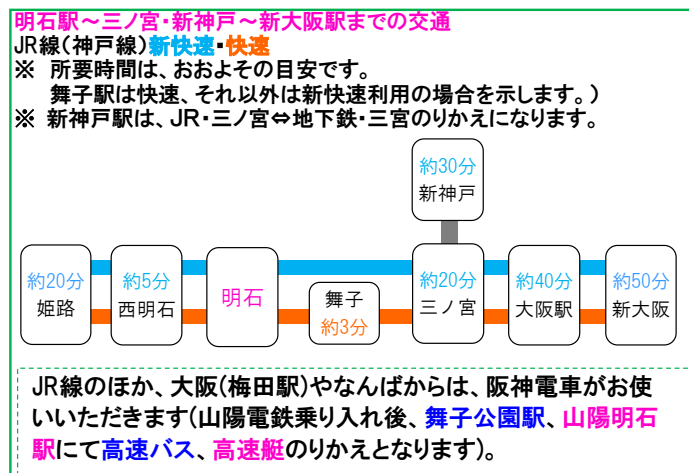 明石駅～三ノ宮・新神戸～新大阪駅までの交通
JR線(神戸線)新快速・快速
※ 所要時間は、おおよその目安です。
舞子駅は快速、それ以外は新快速利用の場合を示します。）
※ 新神戸駅は、JR・三ノ宮⇔地下鉄・三宮のりかえになります。
約30分
新神戸
約20分
姫路
約5分
西明石
明石
舞子
約3分
約20分
三ノ宮
約40分
大阪駅
約50分
新大阪
JR線のほか、大阪(梅田駅)やなんばからは、阪神電車がお使
いいただきます(山陽電鉄乗り入れ後、舞子公園駅、山陽明石
駅にて高速バス、高速艇のりかえとなります)。